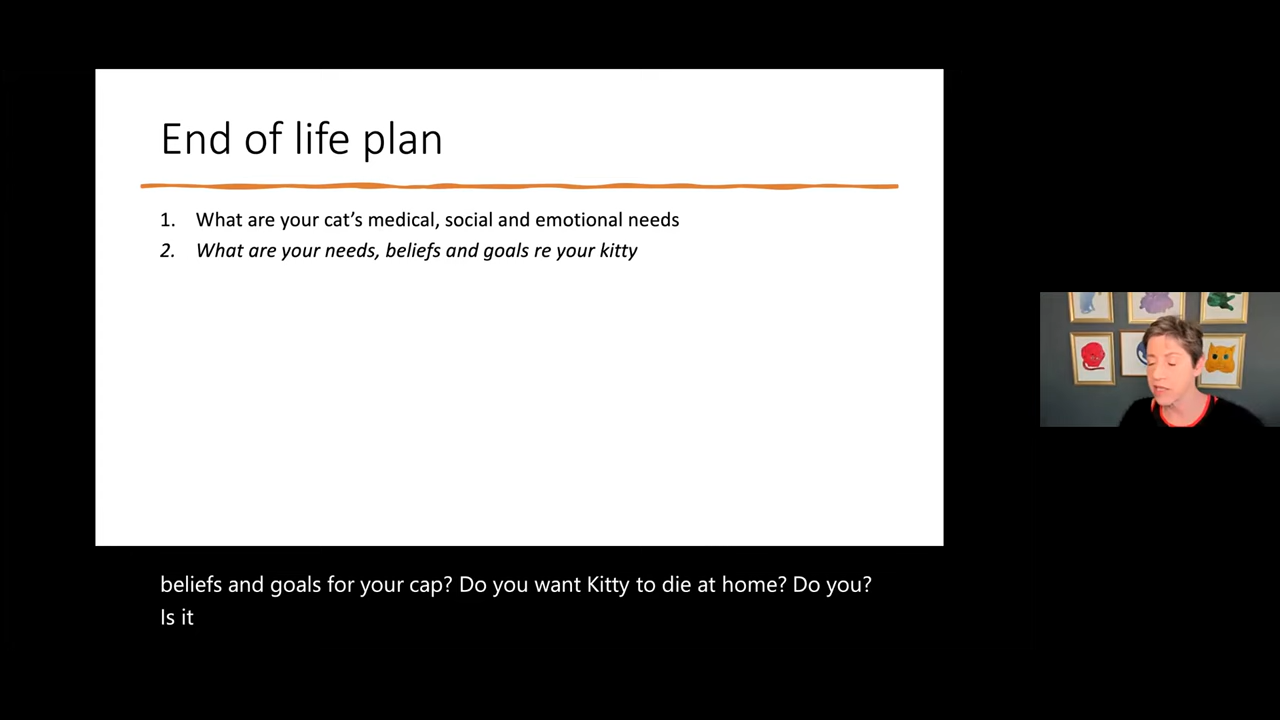 End of life plan
1. What are your cat’s medical, social and emotional needs
2. What are your needs, beliefs and goals re your kitty
beliefs and goals for your cap? Do you want Kitty to die at home? Do you?
Is it